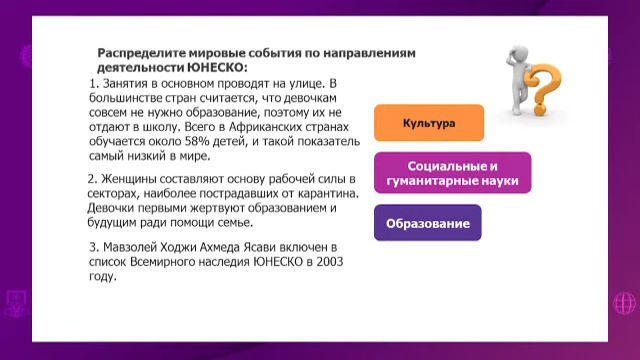 Распределите мировые события по направлениям
деятельности ЮНЕСКО:
1. Занятия в основном проводят на улице. В
большинстве стран считается, что девочкам
совсем не нужно образование, поэтому их не
отдают в школу. Всего в Африканских странах
обучается около 58% детей, и такой показатель
самый низкий в мире.
2. Женщины составляют основу рабочей силы в
секторах, наиболее пострадавших от карантина.
Девочки первыми жертвуют образованием и
будущим ради помощи семье.
3. Мавзолей Ходжи Ахмеда Ясави включен в
список Всемирного наследия ЮНЕСКО в 2003
году.
Культура
Социальные и
гуманитарные науки
Образование